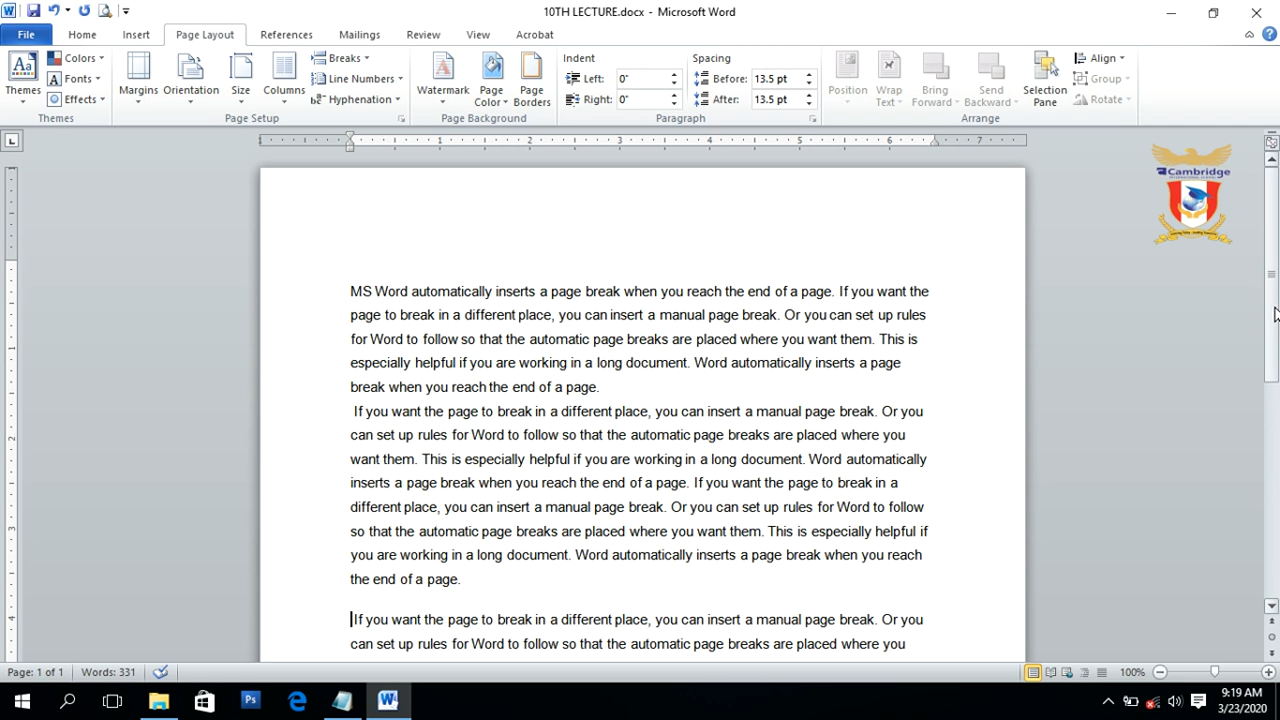 10TH LECTURE.docx - Microsoft Word
File Home Insert Page Layout References Mailings Review View Acrobat
Themes
Colors
Fonts
Effects
Themes
Margins Orientation Size Columns
Breaks
Line Numbers
Hyphenation
Page Setup
Watermark Page Color Page Borders
Page Background
Indent
Left: 0"
Right: 0"
Spacing
Before: 13.5 pt
After: 13.5 pt
Paragraph
Position Wrap Text Bring Forward Send Backward Selection Pane
Align
Group
Rotate
Arrange
1 1 2 3 4 5 6 7
Cambridge
MS Word automatically inserts a page break when you reach the end of a page. If you want the
page to break in a different place, you can insert a manual page break. Or you can set up rules
for Word to follow so that the automatic page breaks are placed where you want them. This is
especially helpful if you are working in a long document. Word automatically inserts a page
break when you reach the end of a page.
If you want the page to break in a different place, you can insert a manual page break. Or you
can set up rules for Word to follow so that the automatic page breaks are placed where you
want them. This is especially helpful if you are working in a long document. Word automatically
inserts a page break when you reach the end of a page. If you want the page to break in a
different place, you can insert a manual page break. Or you can set up rules for Word to follow
so that the automatic page breaks are placed where you want them. This is especially helpful if
you are working in a long document. Word automatically inserts a page break when you reach
the end of a page.
If you want the page to break in a different place, you can insert a manual page break. Or you
can set up rules for Word to follow so that the automatic page breaks are placed where you
Page: 1 of 1 Words: 331 100%
Ps
9:19 AM
3/23/2020